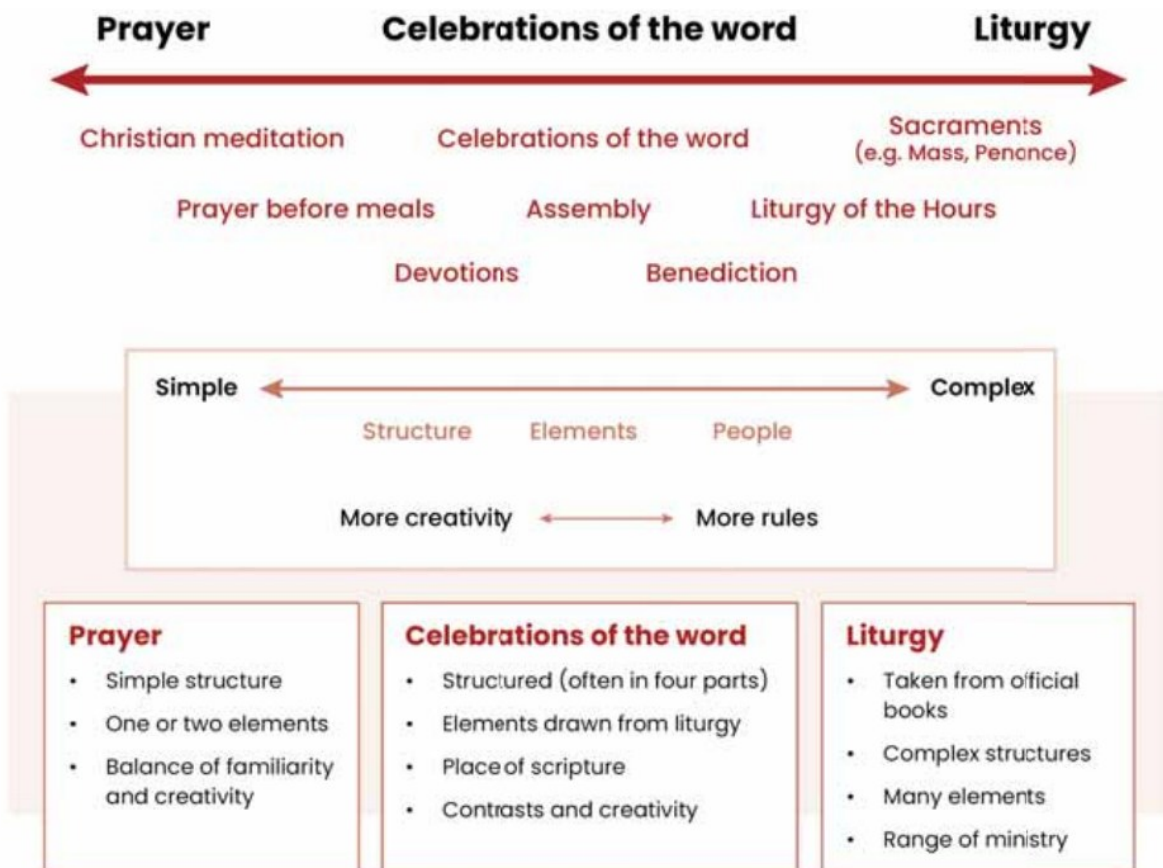 Prayer Celebrations of the word Liturgy
Christian meditation Celebrations of the word Sacraments
(e.g. Mass, Penonce)
Prayer before meals Assembly Liturgy of the Hours
Devotions Benediction
Simple Complex
Structure Elements People
More creativity More rules
Prayer
• Simple structure
• One or two elements
• Balance of familiarity
and creativity
Celebrations of the word
• Structured (often in four parts)
• Elements drawn from liturgy
• Place of scripture
• Contrasts and creativity
Liturgy
• Taken from official
books
• Complex structures
• Many elements
• Range of ministry